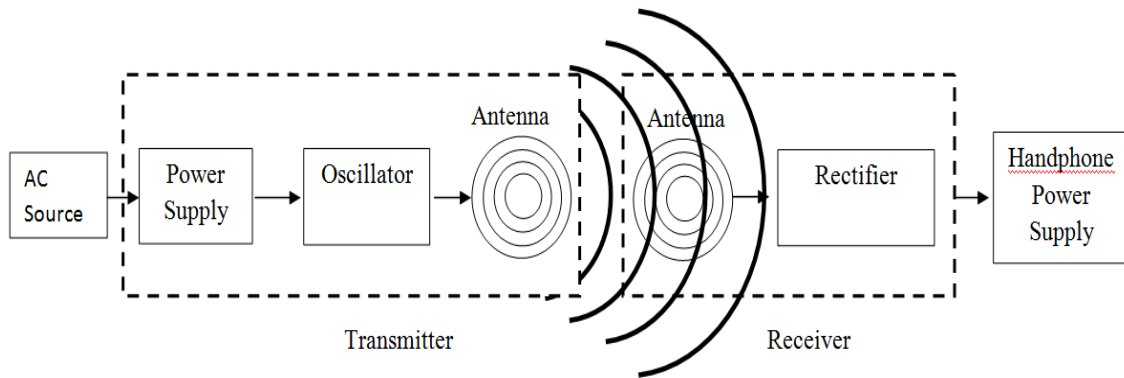 AC
Source
Power
Supply
Oscillator
Antenna
Antenna
Rectifier
Handphone
Power
Supply
Transmitter
Receiver